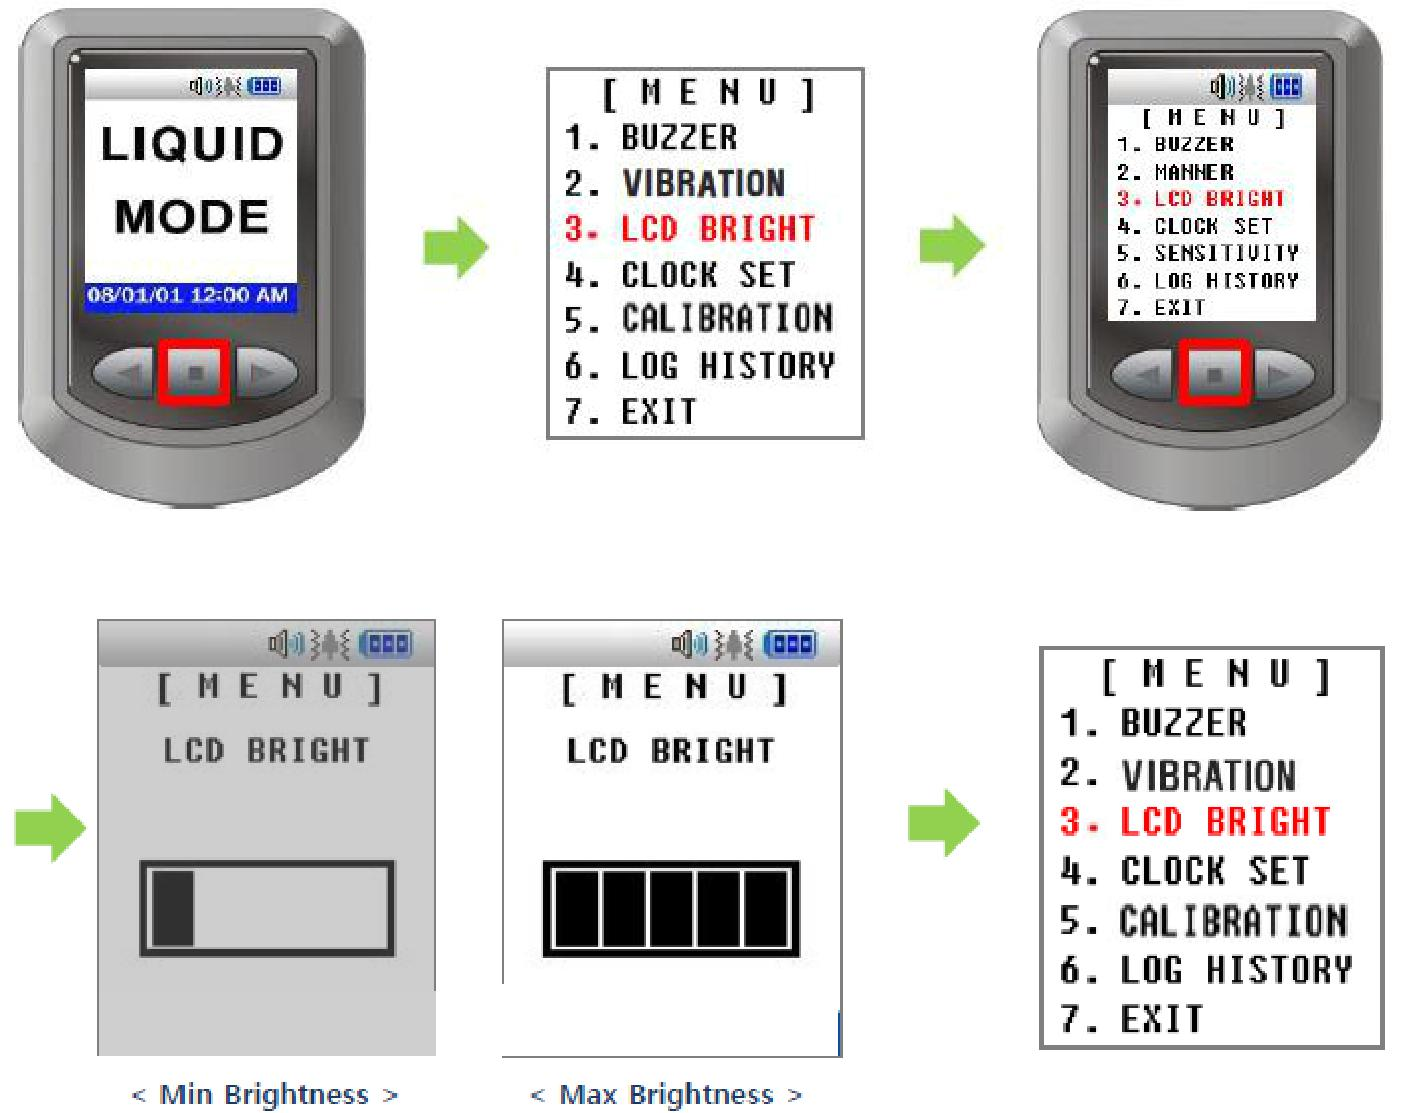 LIQUID
MODE
08/01/01 12:00 AM
[ M E N U ]
1. BUZZER
2. VIBRATION
3. LCD BRIGHT
4. CLOCK SET
5. CALIBRATION
6. LOG HISTORY
7. EXIT
[ M E N U ]
1. BUZZER
2. MANNER
3. LCD BRIGHT
4. CLOCK SET
5. SENSITIVITY
6. LOG HISTORY
7. EXIT
[ M E N U ]
LCD BRIGHT
< Min Brightness >
[ M E N U ]
LCD BRIGHT
< Max Brightness >
[ M E N U ]
1. BUZZER
2. VIBRATION
3. LCD BRIGHT
4. CLOCK SET
5. CALIBRATION
6. LOG HISTORY
7. EXIT